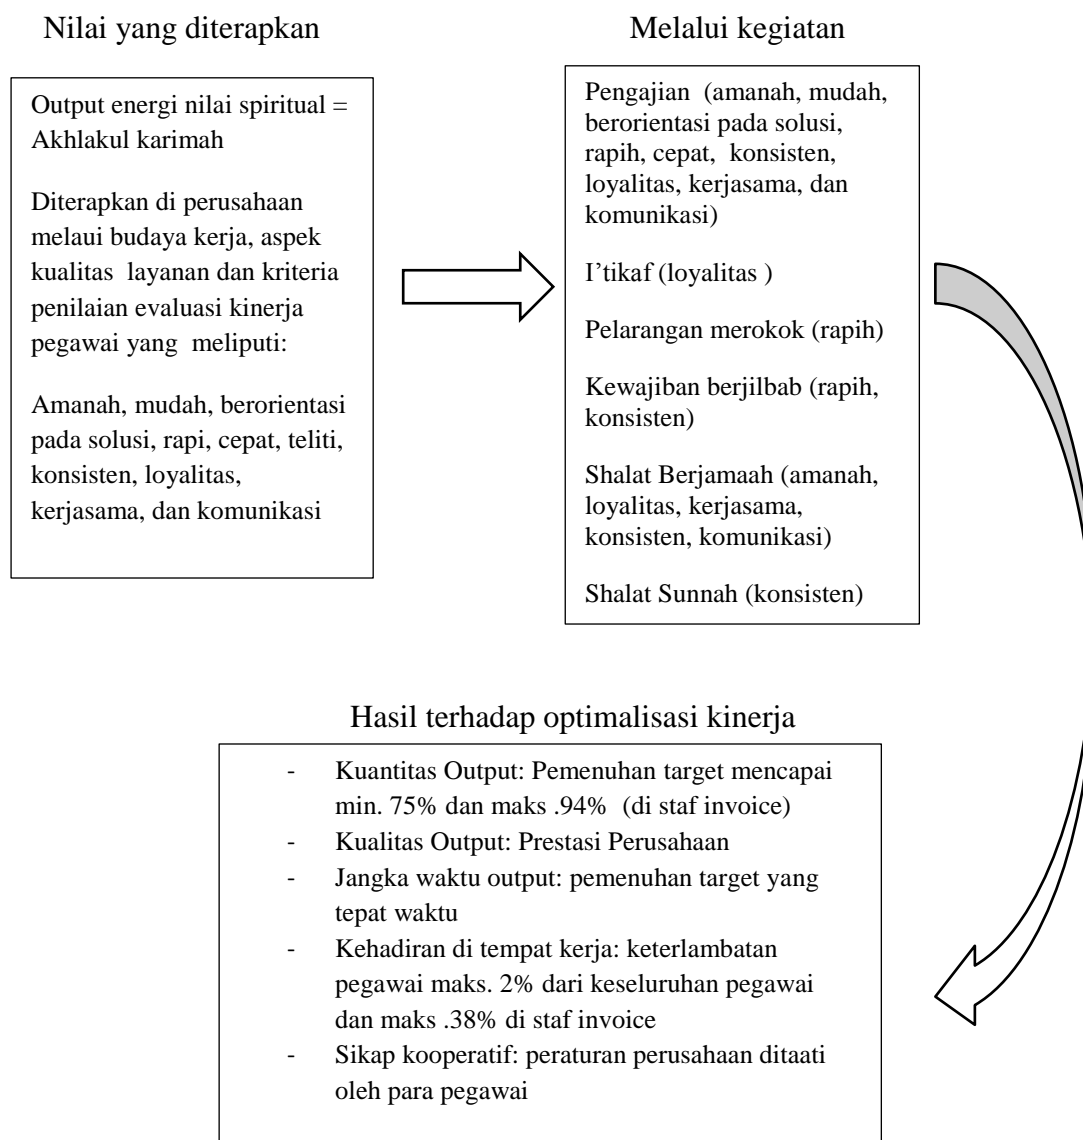 Nilai yang diterapkan
Output energi nilai spiritual =
Akhlakul karimah
Diterapkan di perusahaan
melaui budaya kerja, aspek
kualitas layanan dan kriteria
penilaian evaluasi kinerja
pegawai yang meliputi:
Amanah, mudah, berorientasi
pada solusi, rapi, cepat, teliti,
konsisten, loyalitas,
kerjasama, dan komunikasi
Melalui kegiatan
Pengajian (amanah, mudah,
berorientasi pada solusi,
rapih, cepat, konsisten,
loyalitas, kerjasama, dan
komunikasi)
I’tikaf (loyalitas )
Pelarangan merokok (rapih)
Kewajiban berjilbab (rapih,
konsisten)
Shalat Berjamaah (amanah,
loyalitas, kerjasama,
konsisten, komunikasi)
Shalat Sunnah (konsisten)
Hasil terhadap optimalisasi kinerja
- Kuantitas Output: Pemenuhan target mencapai
min. 75% dan maks .94% (di staf invoice)
- Kualitas Output: Prestasi Perusahaan
- Jangka waktu output: pemenuhan target yang
tepat waktu
- Kehadiran di tempat kerja: keterlambatan
pegawai maks. 2% dari keseluruhan pegawai
dan maks .38% di staf invoice
- Sikap kooperatif: peraturan perusahaan ditaati
oleh para pegawai